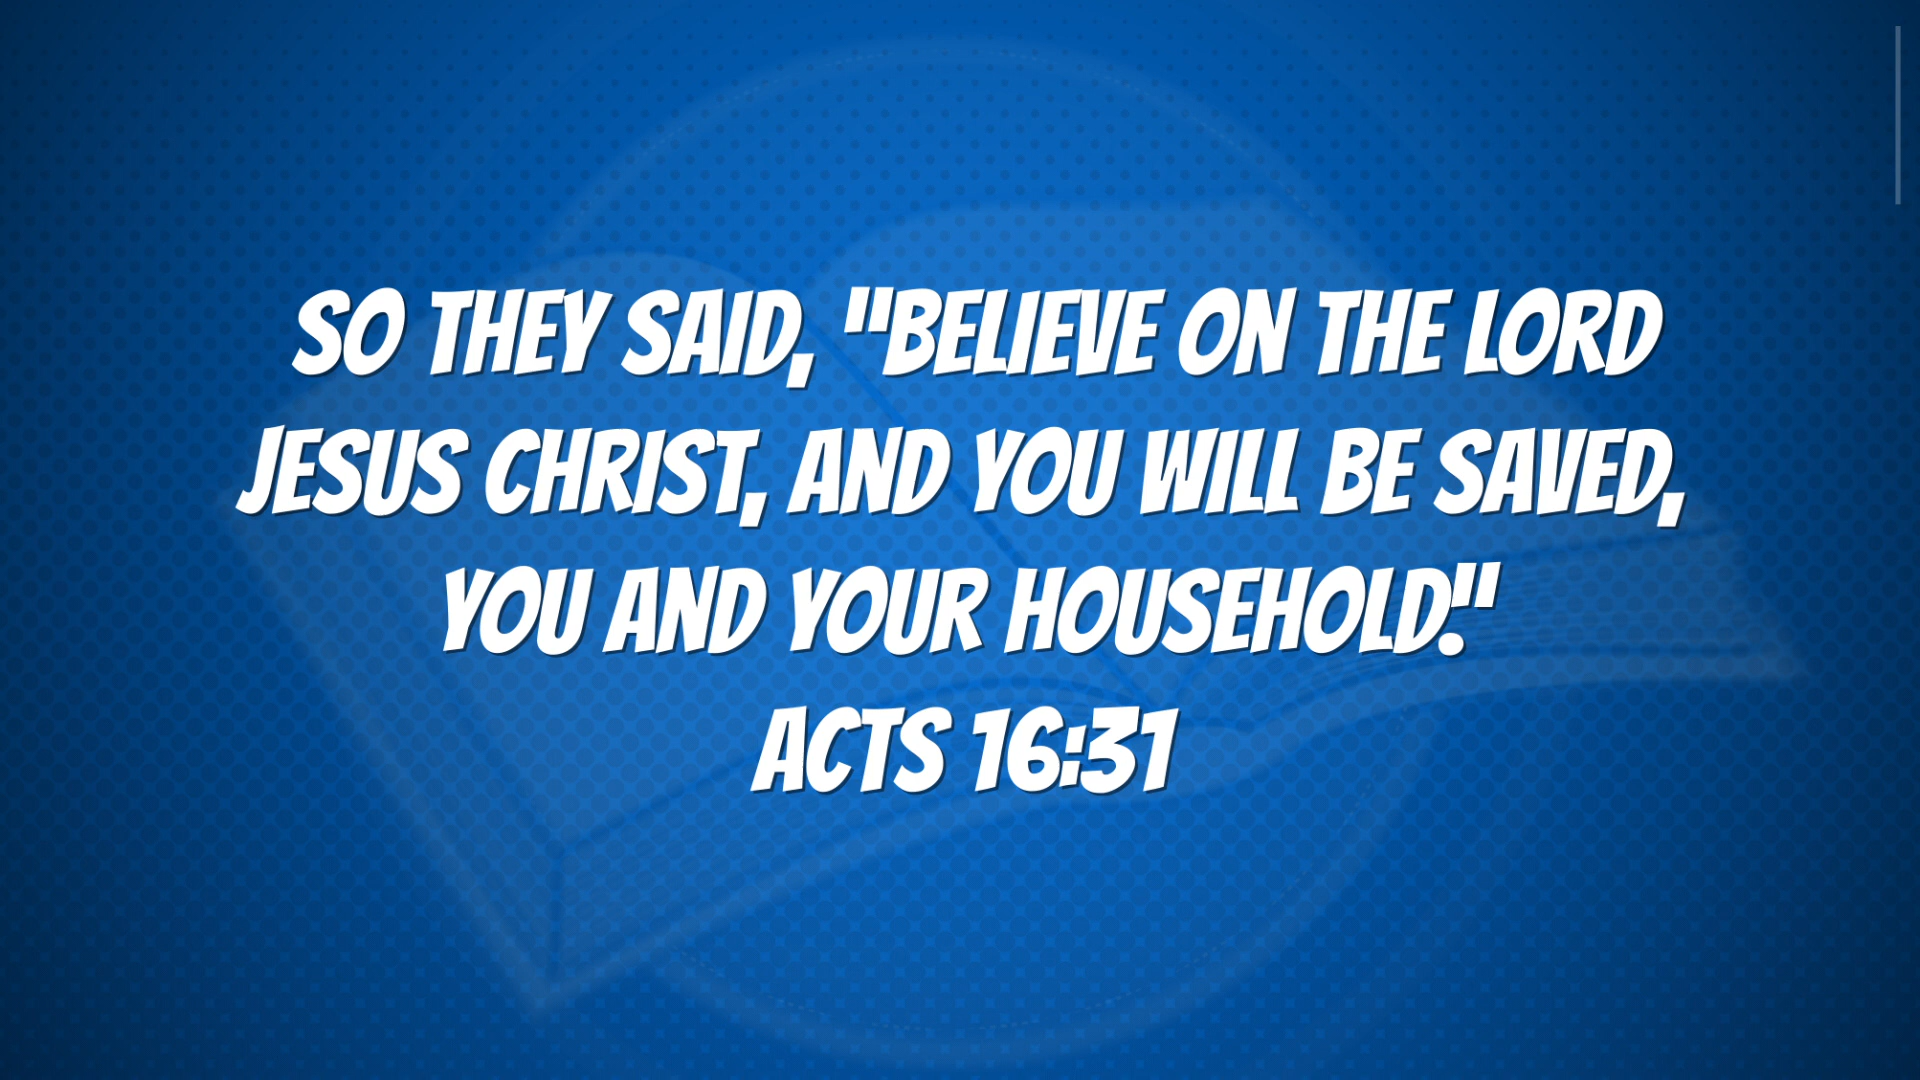 SO THEY SAID, "BELIEVE ON THE LORD
JESUS CHRIST, AND YOU WILL BE SAVED,
YOU AND YOUR HOUSEHOLD."
ACTS 16:31